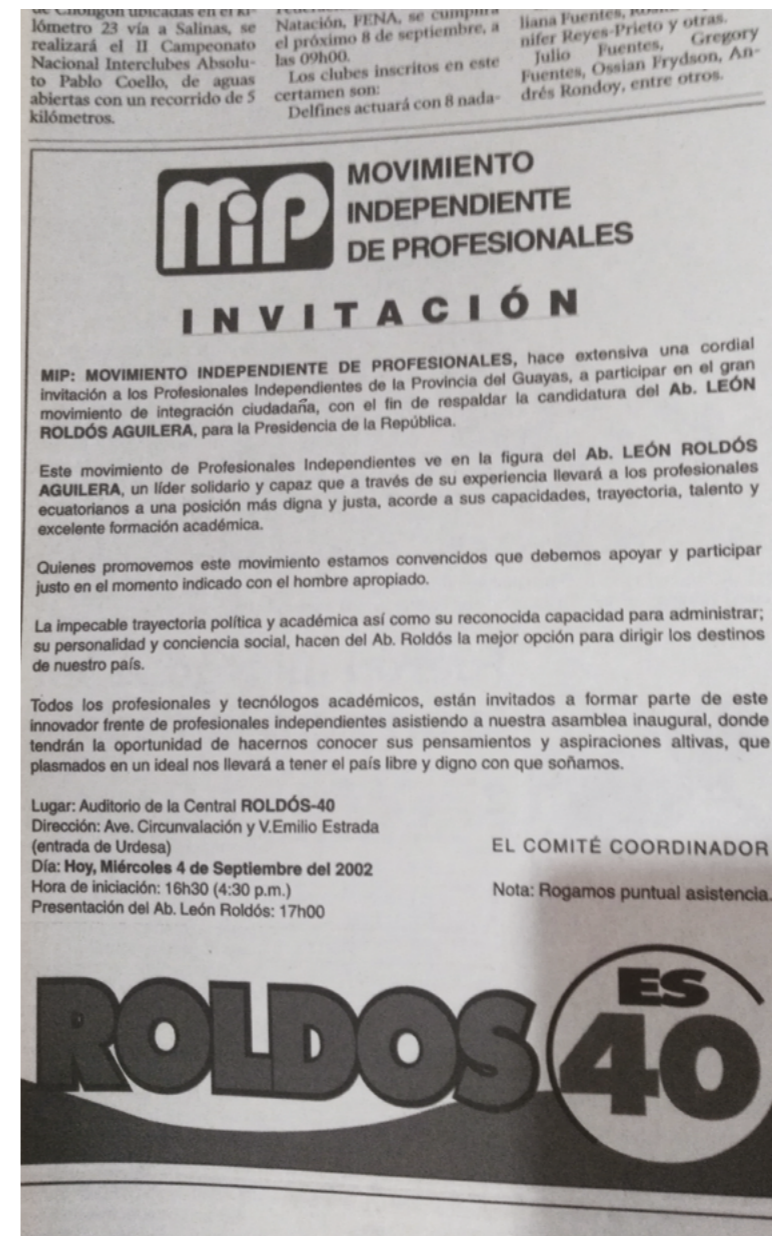 de Chongón ubicadas en el ki-
lómetro 23 vía a Salinas, se
realizará el II Campeonato
Nacional Interclubes Absolu-
to Pablo Coello, de aguas
abiertas con un recorrido de 5
kilómetros.
Natación, FENA, se cumplirá
el próximo 8 de septiembre, a
las 09h00.
Los clubes inscritos en este
certamen son:
Delfines actuará con 8 nada-
liana Fuentes,
nifer Reyes-Prieto y otras.
Julio Fuentes, Gregory
Fuentes, Ossian Frydson, An-
drés Rondoy, entre otros.
MIP MOVIMIENTO
INDEPENDIENTE
DE PROFESIONALES
INVITACIÓN
MIP: MOVIMIENTO INDEPENDIENTE DE PROFESIONALES, hace extensiva una cordial
invitación a los Profesionales Independientes de la Provincia del Guayas, a participar en el gran
movimiento de integración ciudadana, con el fin de respaldar la candidatura del Ab. LEÓN
ROLDÓS AGUILERA, para la Presidencia de la República.
Este movimiento de Profesionales Independientes ve en la figura del Ab. LEÓN ROLDÓS
AGUILERA, un líder solidario y capaz que a través de su experiencia llevará a los profesionales
ecuatorianos a una posición más digna y justa, acorde a sus capacidades, trayectoria, talento y
excelente formación académica.
Quienes promovemos este movimiento estamos convencidos que debemos apoyar y participar
justo en el momento indicado con el hombre apropiado.
La impecable trayectoria política y académica así como su reconocida capacidad para administrar;
su personalidad y conciencia social, hacen del Ab. Roldós la mejor opción para dirigir los destinos
de nuestro país.
Todos los profesionales y tecnólogos académicos, están invitados a formar parte de este
innovador frente de profesionales independientes asistiendo a nuestra asamblea inaugural, donde
tendrán la oportunidad de hacernos conocer sus pensamientos y aspiraciones altivas, que
plasmados en un ideal nos llevará a tener el país libre y digno con que soñamos.
Lugar: Auditorio de la Central ROLDÓS-40
Dirección: Ave. Circunvalación y V.Emilio Estrada
(entrada de Urdesa)
Día: Hoy, Miércoles 4 de Septiembre del 2002
Hora de iniciación: 16h30 (4:30 p.m.)
Presentación del Ab. León Roldós: 17h00
EL COMITÉ COORDINADOR
Nota: Rogamos puntual asistencia.
ROLDOS ES 40